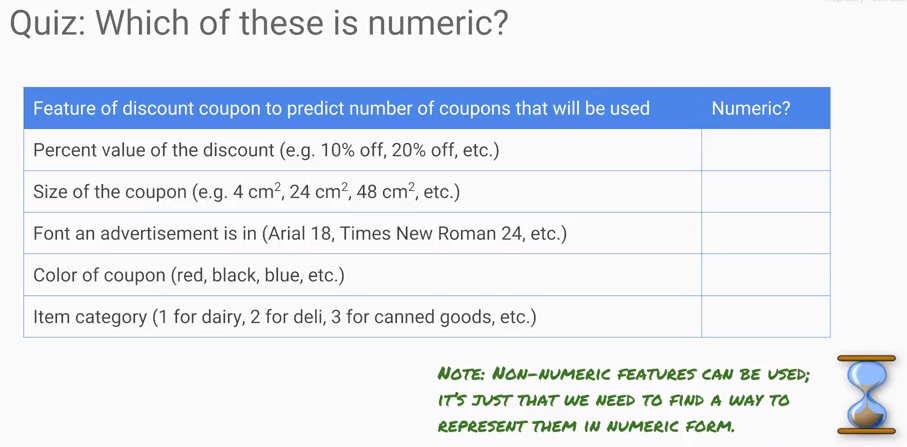 Quiz: Which of these is numeric?
Feature of discount coupon to predict number of coupons that will be used Numeric?
Percent value of the discount (e.g. 10% off, 20% off, etc.)
Size of the coupon (e.g. 4 cm², 24 cm², 48 cm², etc.)
Font an advertisement is in (Arial 18, Times New Roman 24, etc.)
Color of coupon (red, black, blue, etc.)
Item category (1 for dairy, 2 for deli, 3 for canned goods, etc.)
NOTE: NON-NUMERIC FEATURES CAN BE USED;
IT'S JUST THAT WE NEED TO FIND A WAY TO
REPRESENT THEM IN NUMERIC FORM.